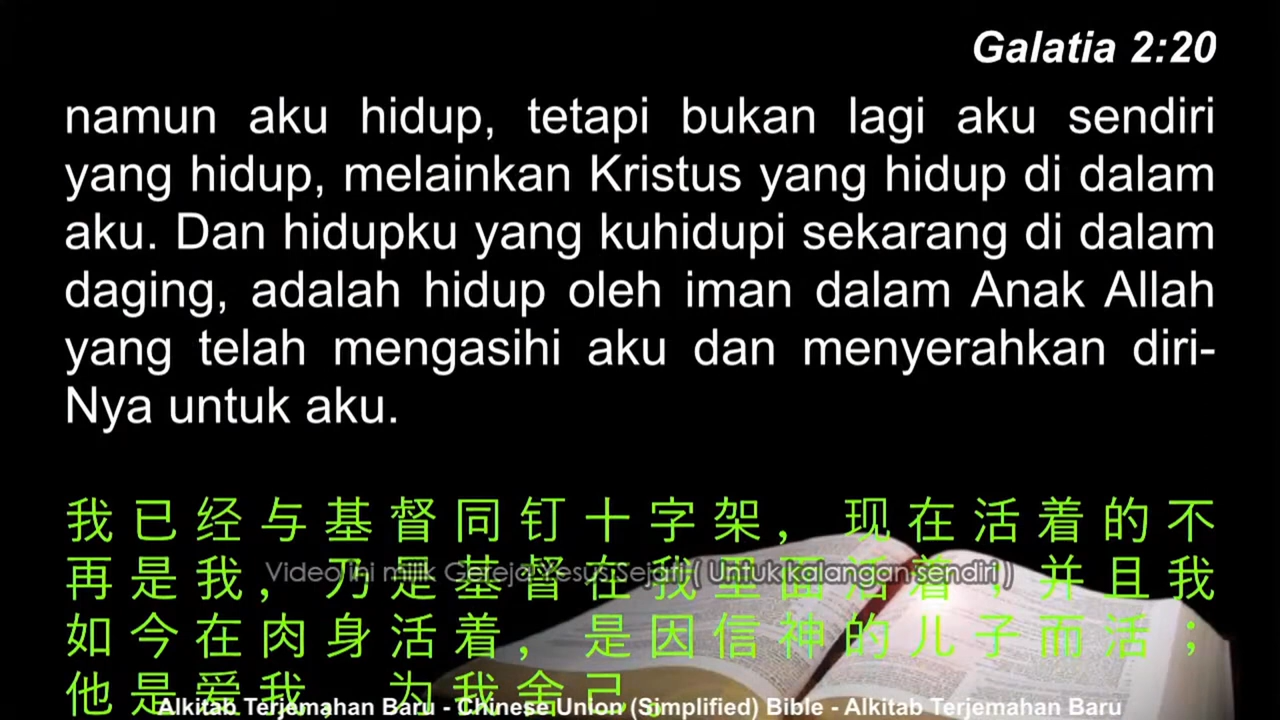 Galatia 2:20
namun aku hidup, tetapi bukan lagi aku sendiri
yang hidup, melainkan Kristus yang hidup di dalam
aku. Dan hidupku yang kuhidupi sekarang di dalam
daging, adalah hidup oleh iman dalam Anak Allah
yang telah mengasihi aku dan menyerahkan diri-
Nya untuk aku.
我已经与基督同钉十字架，现在活着的不
再是我，乃是基督在我里面活着；并且我
Video ini milik Gereja Yesus Sejati ( Untuk kalangan sendiri )
如今在肉身活着，是因信神的儿子而活；
他是爱我，为我舍己。
Alkitab Terjemahan Baru - Chinese Union (Simplified) Bible - Alkitab Terjemahan Baru